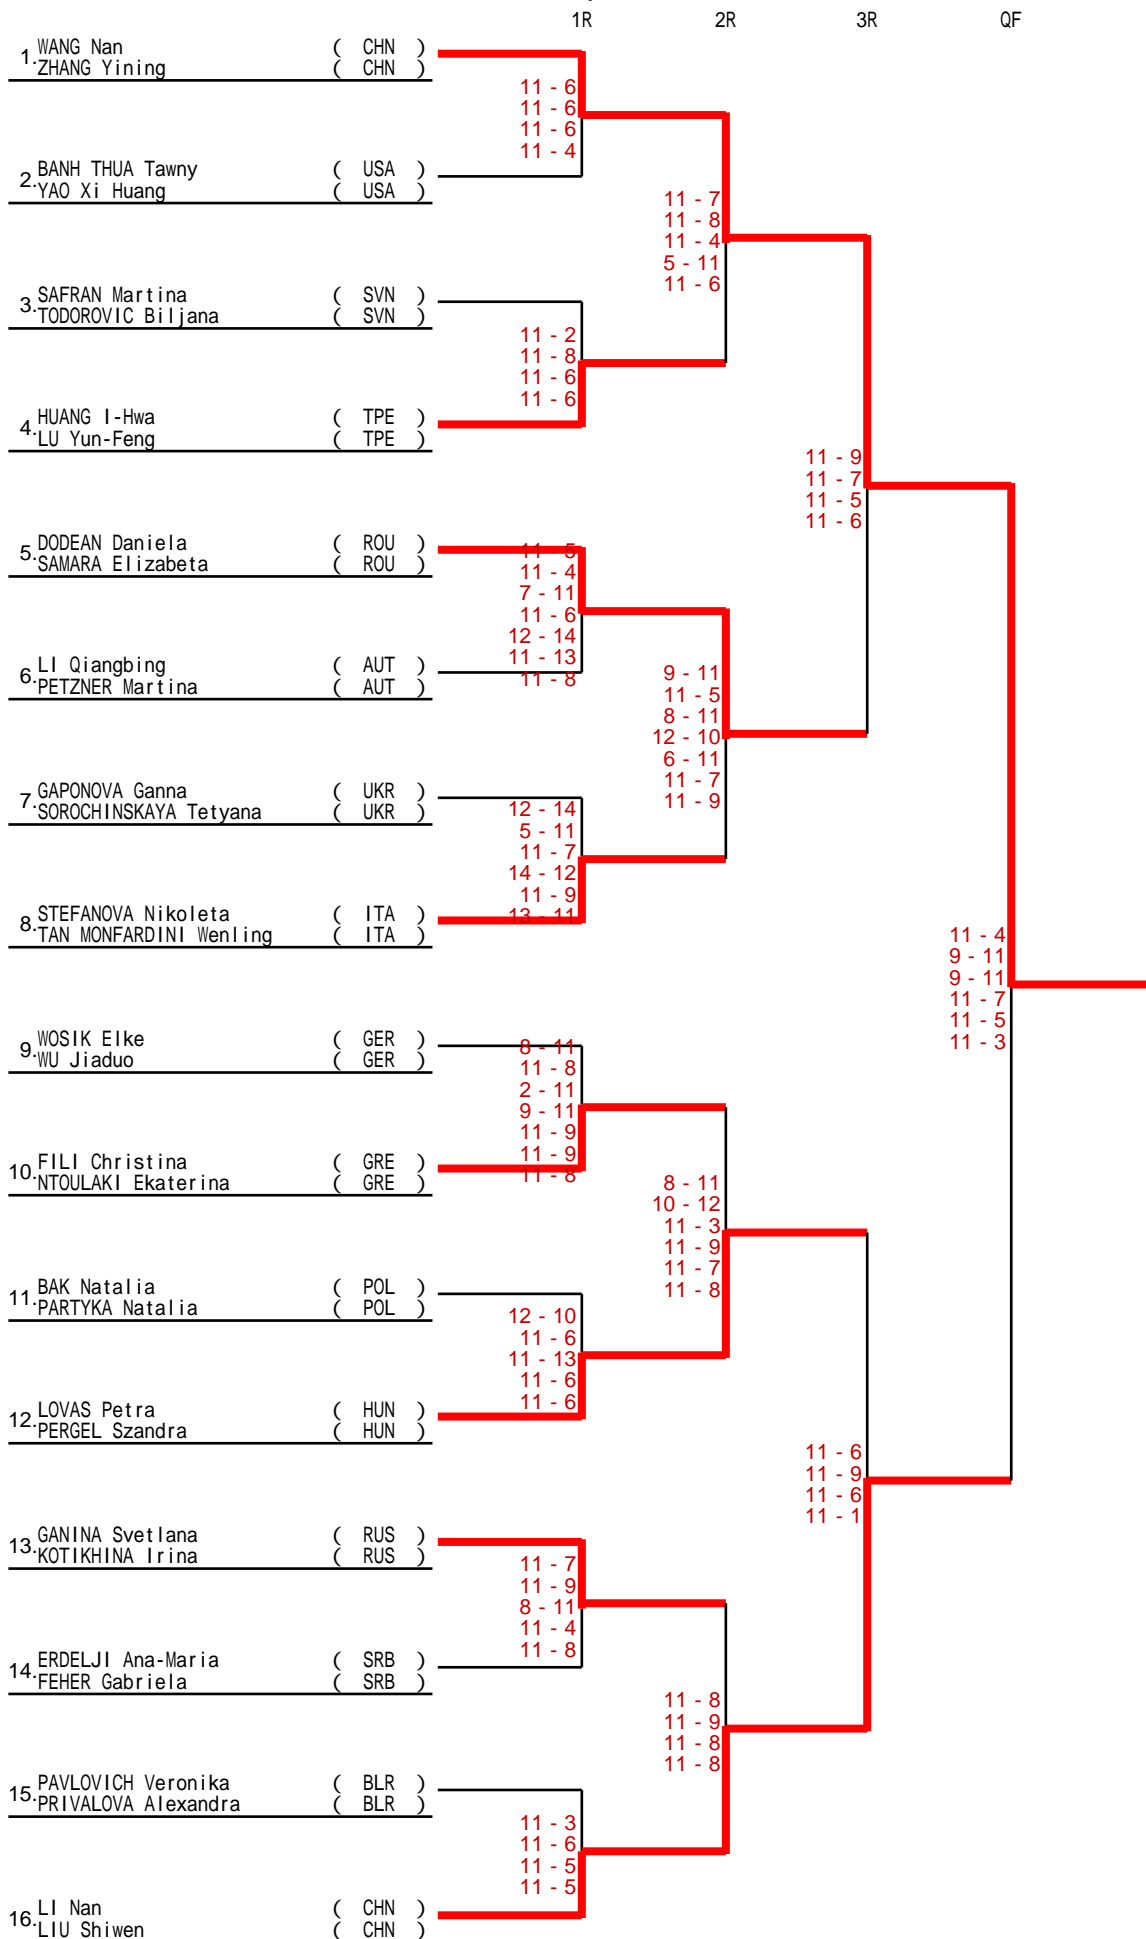 1R 2R 3R QF
1. WANG Nan ( CHN )
ZHANG Yining ( CHN )
11 - 6
11 - 6
11 - 6
11 - 4
2. BANH THUA Tawny ( USA )
YAO Xi Huang ( USA )
11 - 7
11 - 8
11 - 4
5 - 11
11 - 6
3. SAFRAN Martina ( SVN )
TODOROVIC Biljana ( SVN )
11 - 2
11 - 8
11 - 6
11 - 6
4. HUANG I-Hwa ( TPE )
LU Yun-Feng ( TPE )
11 - 9
11 - 7
11 - 5
11 - 6
5. DODEAN Daniela ( ROU )
SAMARA Elizabeta ( ROU )
11 - 5
11 - 4
7 - 11
11 - 6
12 - 14
11 - 13
11 - 8
6. LI Qiangbing ( AUT )
PETZNER Martina ( AUT )
9 - 11
11 - 5
8 - 11
12 - 10
6 - 11
11 - 7
11 - 9
7. GAPONOVA Ganna ( UKR )
SOROCHINSKAYA Tetyana ( UKR )
12 - 14
5 - 11
11 - 7
14 - 12
11 - 9
13 - 11
8. STEFANOVA Nikoleta ( ITA )
TAN MONFARDINI Wenling ( ITA )
11 - 4
9 - 11
9 - 11
11 - 7
11 - 5
11 - 3
9. WOSIK Elke ( GER )
WU Jiaduo ( GER )
8 - 11
11 - 8
2 - 11
9 - 11
11 - 9
11 - 9
11 - 8
10. FILI Christina ( GRE )
NTOULAKI Ekaterina ( GRE )
8 - 11
10 - 12
11 - 3
11 - 9
11 - 7
11 - 8
11. BAK Natalia ( POL )
PARTYKA Natalia ( POL )
12 - 10
11 - 6
11 - 13
11 - 6
11 - 6
12. LOVAS Petra ( HUN )
PERGEL Szandra ( HUN )
11 - 6
11 - 9
11 - 6
11 - 1
13. GANINA Svetlana ( RUS )
KOTIKHINA Irina ( RUS )
11 - 7
11 - 9
8 - 11
11 - 4
11 - 8
14. ERDELJI Ana-Maria ( SRB )
FEHER Gabriela ( SRB )
11 - 8
11 - 9
11 - 8
11 - 8
15. PAVLOVICH Veronika ( BLR )
PRIVALOVA Alexandra ( BLR )
11 - 3
11 - 6
11 - 5
11 - 5
16. LI Nan ( CHN )
LIU Shiwen ( CHN )